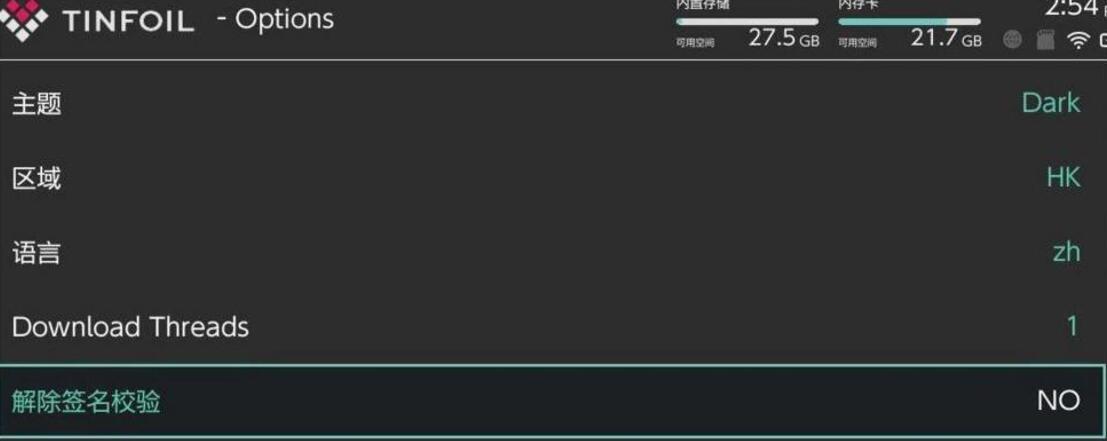 TINFOIL - Options
内置存储 内存卡 2:54
可用空间 27.5 GB 可用空间 21.7 GB
主题 Dark
区域 HK
语言 zh
Download Threads 1
解除签名校验 NO